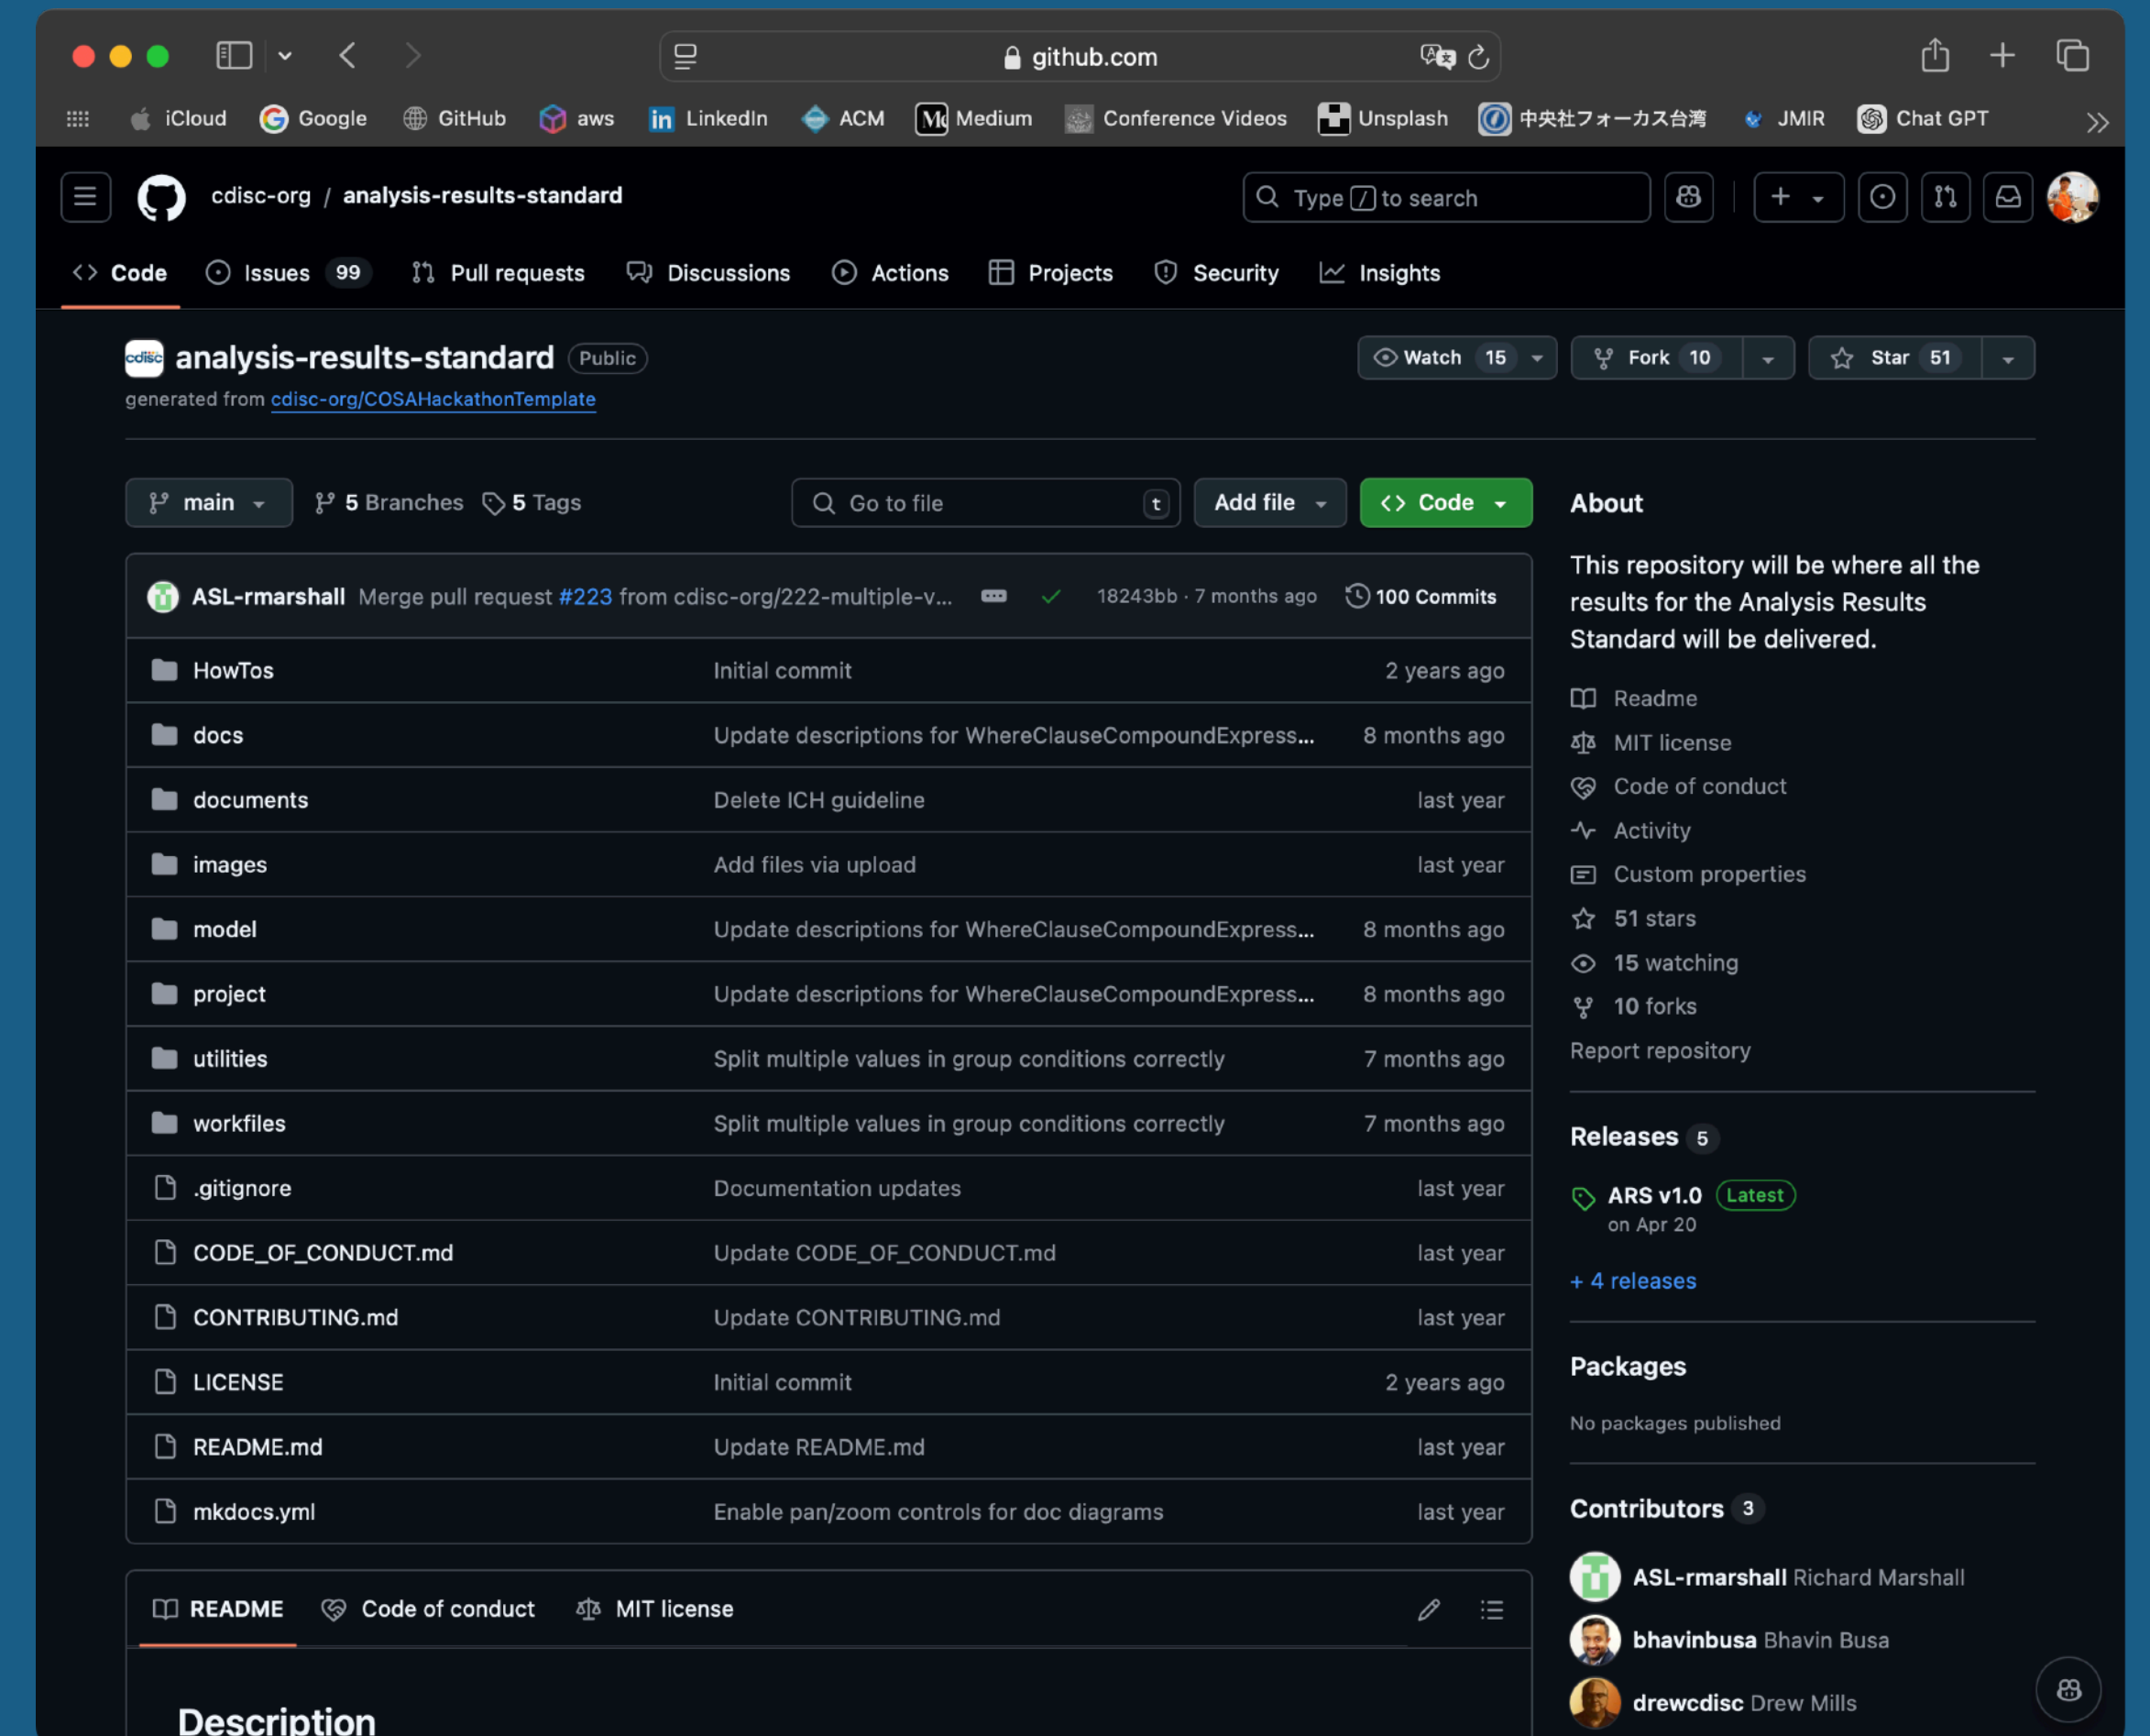 github.com
iCloud Google GitHub aws LinkedIn ACM Medium Conference Videos Unsplash 中央社フォーカス台湾 JMIR Chat GPT
cdisc-org / analysis-results-standard
Type / to search
Code Issues 99 Pull requests Discussions Actions Projects Security Insights
cdisc analysis-results-standard Public
Watch 15 Fork 10 Star 51
generated from cdisc-org/COSAHackathonTemplate
main 5 Branches 5 Tags Go to file t Add file Code
ASL-rmarshall Merge pull request #223 from cdisc-org/222-multiple-v... 18243bb · 7 months ago 100 Commits
HowTos Initial commit 2 years ago
docs Update descriptions for WhereClauseCompoundExpress... 8 months ago
documents Delete ICH guideline last year
images Add files via upload last year
model Update descriptions for WhereClauseCompoundExpress... 8 months ago
project Update descriptions for WhereClauseCompoundExpress... 8 months ago
utilities Split multiple values in group conditions correctly 7 months ago
workfiles Split multiple values in group conditions correctly 7 months ago
.gitignore Documentation updates last year
CODE_OF_CONDUCT.md Update CODE_OF_CONDUCT.md last year
CONTRIBUTING.md Update CONTRIBUTING.md last year
LICENSE Initial commit 2 years ago
README.md Update README.md last year
mkdocs.yml Enable pan/zoom controls for doc diagrams last year
README Code of conduct MIT license
Description
About
This repository will be where all the
results for the Analysis Results
Standard will be delivered.
Readme
MIT license
Code of conduct
Activity
Custom properties
51 stars
15 watching
10 forks
Report repository
Releases 5
ARS v1.0 Latest
on Apr 20
+ 4 releases
Packages
No packages published
Contributors 3
ASL-rmarshall Richard Marshall
bhavinbusa Bhavin Busa
drewcdisc Drew Mills